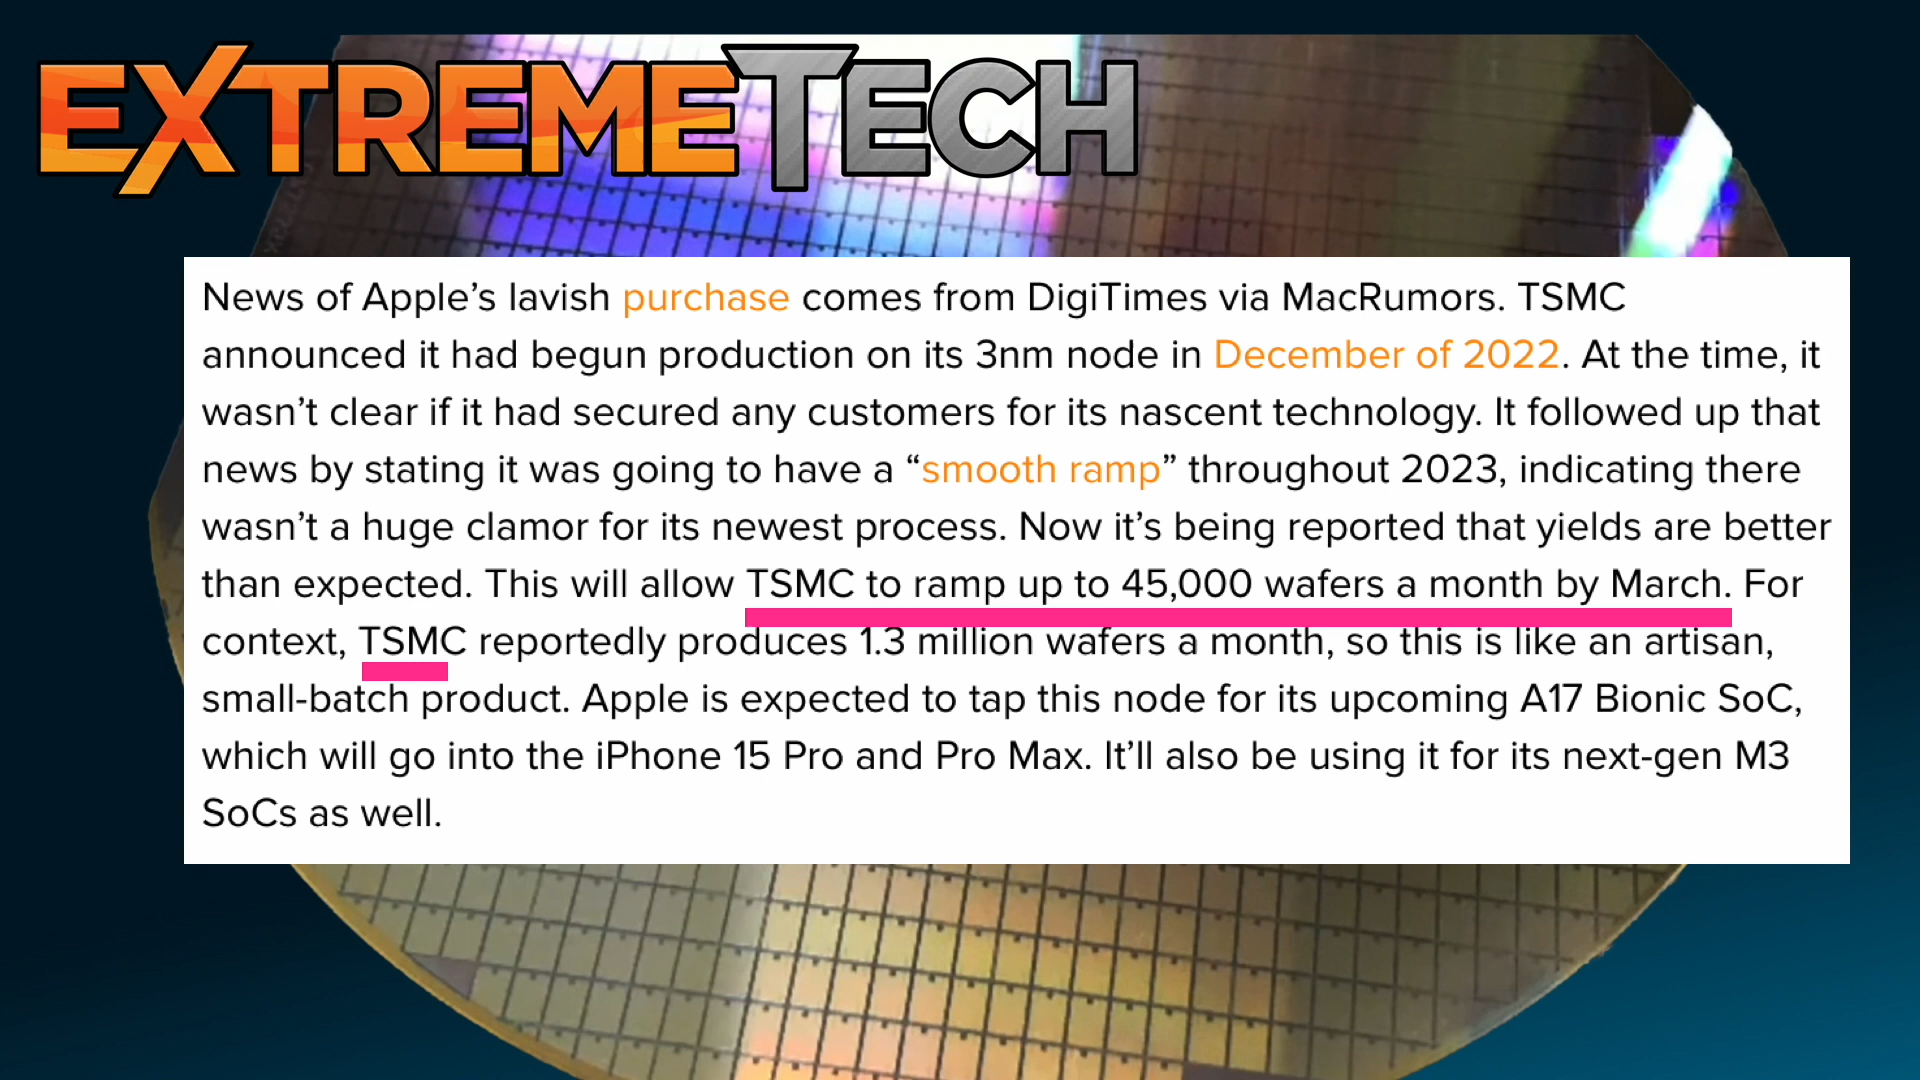 EXTREMETECH
News of Apple’s lavish purchase comes from DigiTimes via MacRumors. TSMC
announced it had begun production on its 3nm node in December of 2022. At the time, it
wasn’t clear if it had secured any customers for its nascent technology. It followed up that
news by stating it was going to have a “smooth ramp” throughout 2023, indicating there
wasn’t a huge clamor for its newest process. Now it’s being reported that yields are better
than expected. This will allow TSMC to ramp up to 45,000 wafers a month by March. For
context, TSMC reportedly produces 1.3 million wafers a month, so this is like an artisan,
small-batch product. Apple is expected to tap this node for its upcoming A17 Bionic SoC,
which will go into the iPhone 15 Pro and Pro Max. It’ll also be using it for its next-gen M3
SoCs as well.